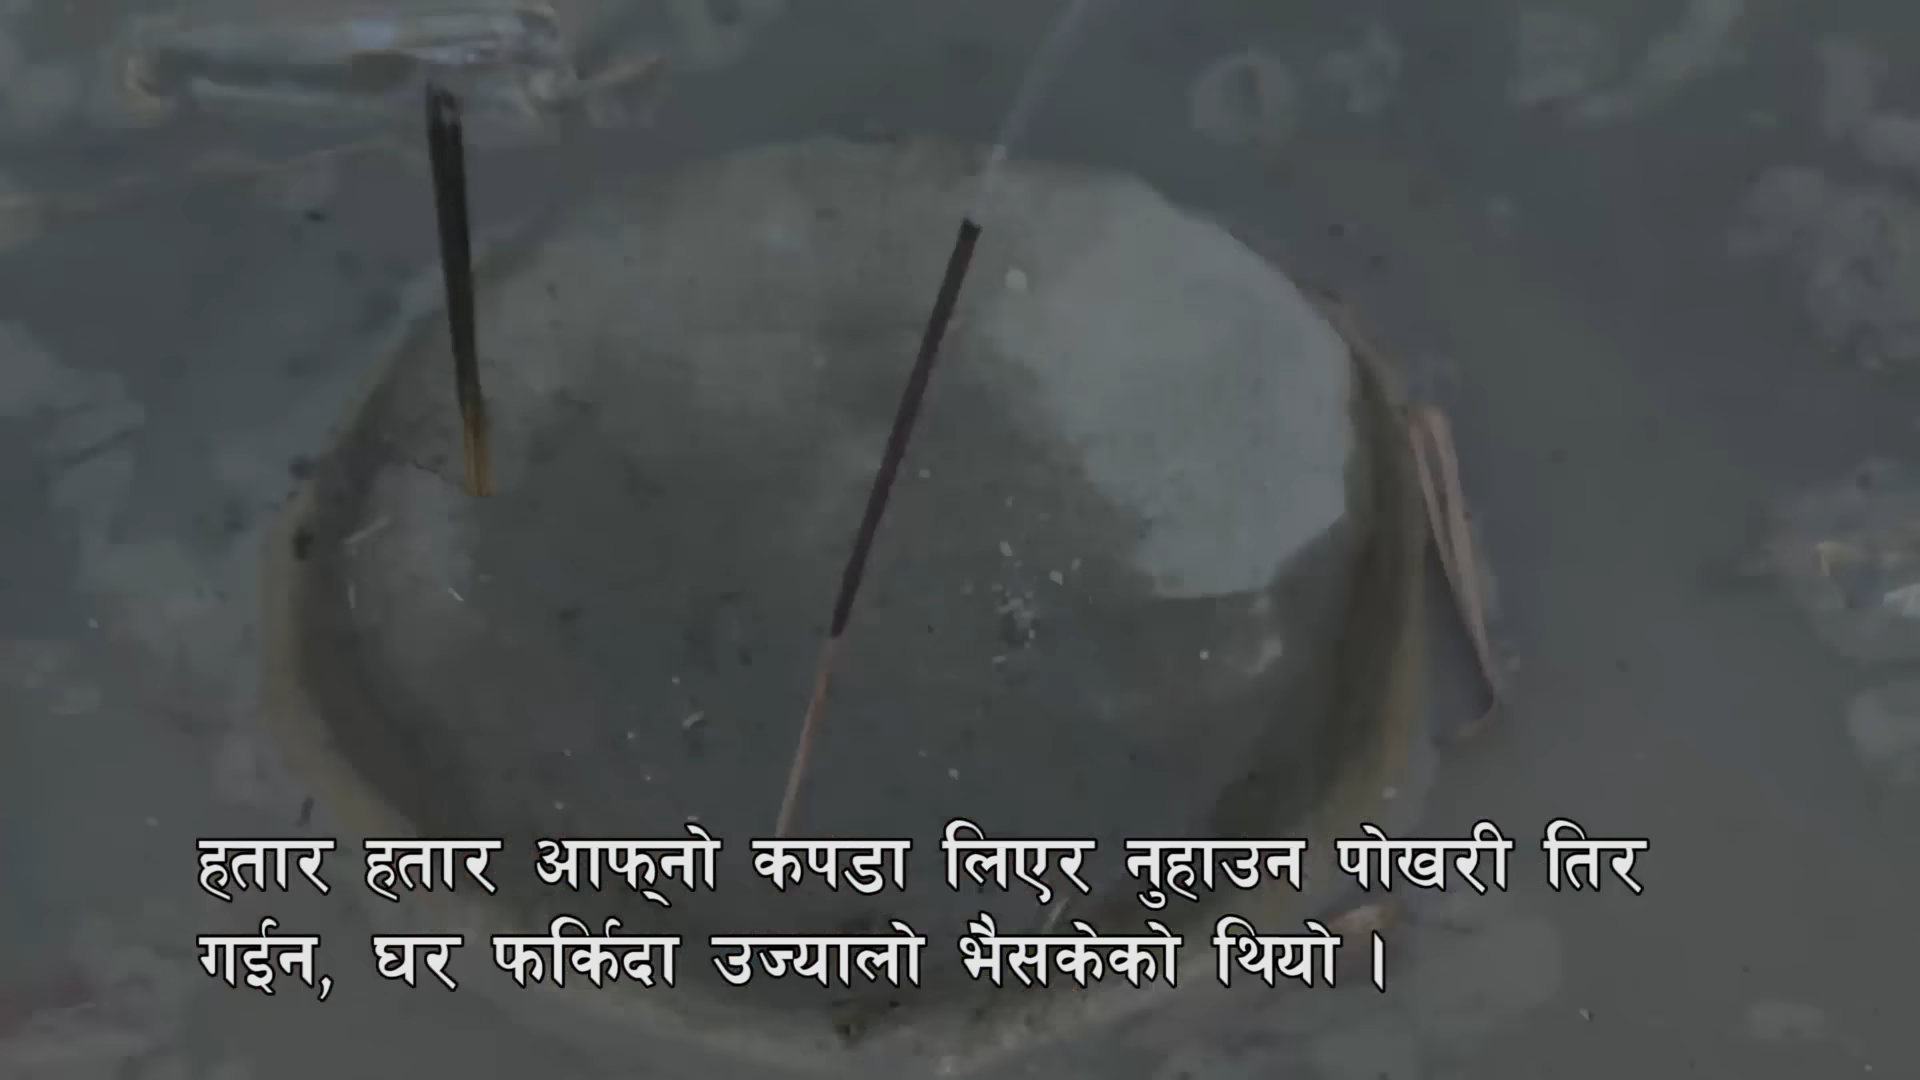 हतार हतार आफ्‌नो कपडा लिएर नुहाउन पोखरी तिर
गईन, घर फर्किदा उज्यालो भैसकेको थियो ।